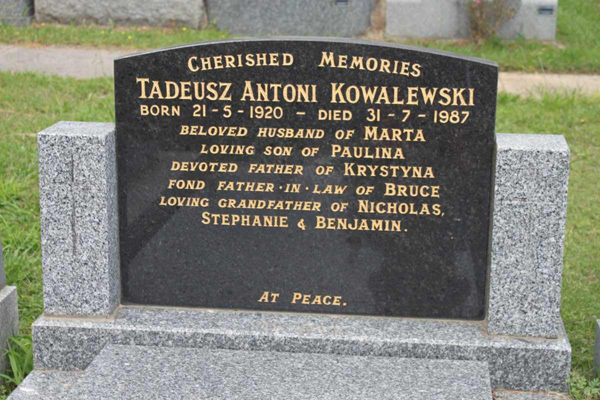 Cherished Memories
Tadeusz Antoni Kowalewski
Born 21-5-1920 – Died 31-7-1987
Beloved husband of Marta
Loving son of Paulina
Devoted father of Krystyna
Fond father-in-law of Bruce
Loving grandfather of Nicholas,
Stephanie & Benjamin.
At Peace.